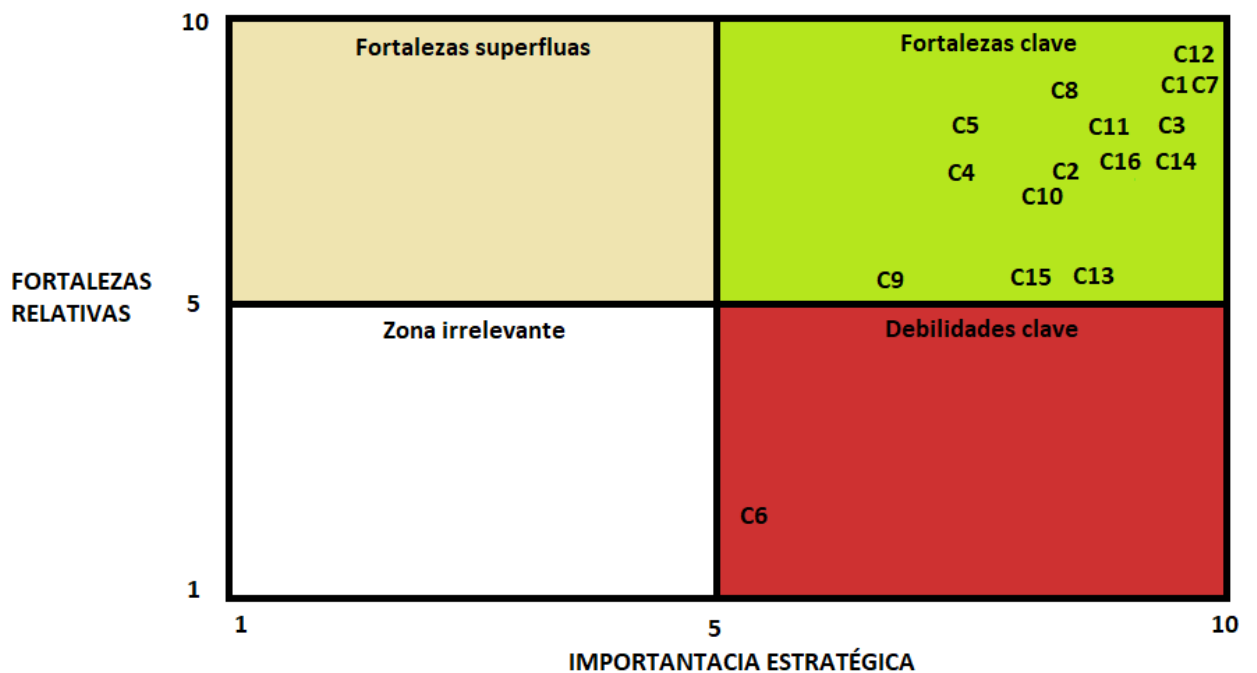 10
Fortalezas superfluas
Fortalezas clave
C12
C8
C1 C7
C5
C11
C3
C4
C2
C16
C14
C10
FORTALEZAS
RELATIVAS
5
C9
C15
C13
Zona irrelevante
Debilidades clave
C6
1
1
5
10
IMPORTANTACIA ESTRATÉGICA